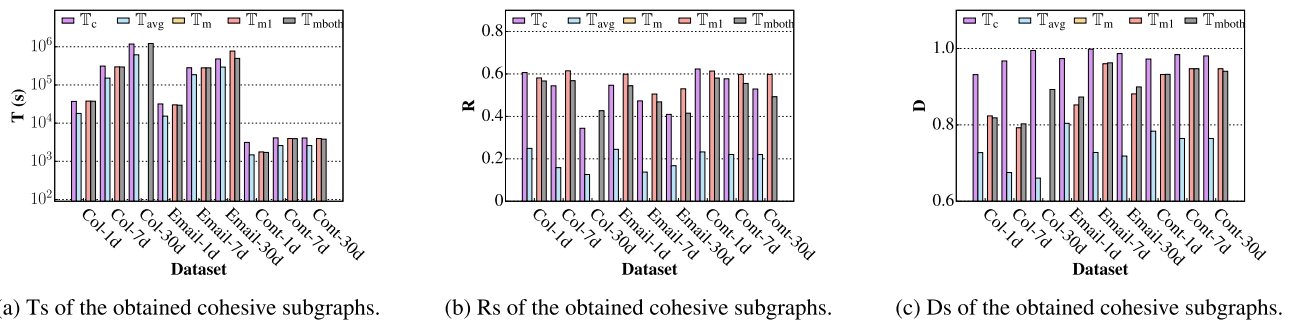 𝕋c 𝕋avg 𝕋m 𝕋m1 𝕋mboth
T (s)
10^6
10^5
10^4
10^3
10^2
Col-1d
Col-7d
Col-30d
Email-1d
Email-7d
Email-30d
Cont-1d
Cont-7d
Cont-30d
Dataset
a) Ts of the obtained cohesive subgraphs.
𝕋c 𝕋avg 𝕋m 𝕋m1 𝕋mboth
R
0.8
0.6
0.4
0.2
0
Col-1d
Col-7d
Col-30d
Email-1d
Email-7d
Email-30d
Cont-1d
Cont-7d
Cont-30d
Dataset
(b) Rs of the obtained cohesive subgraphs.
𝕋c 𝕋avg 𝕋m 𝕋m1 𝕋mboth
D
1.0
0.8
0.6
Col-1d
Col-7d
Col-30d
Email-1d
Email-7d
Email-30d
Cont-1d
Cont-7d
Cont-30d
Dataset
(c) Ds of the obtained cohesive subgraphs.